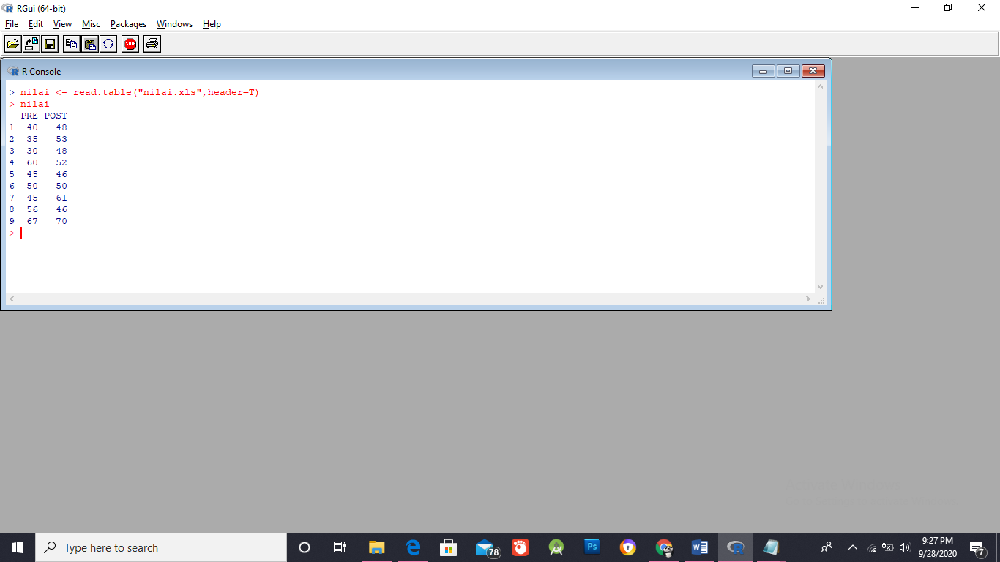 RGui (64-bit)
File Edit View Misc Packages Windows Help
STOP
R Console
> nilai <- read.table("nilai.xls",header=T)
> nilai
  PRE POST
1  40   48
2  35   53
3  30   48
4  60   52
5  45   46
6  50   50
7  45   61
8  56   46
9  67   70
>
Type here to search
78
Ps
9:27 PM
9/28/2020
7